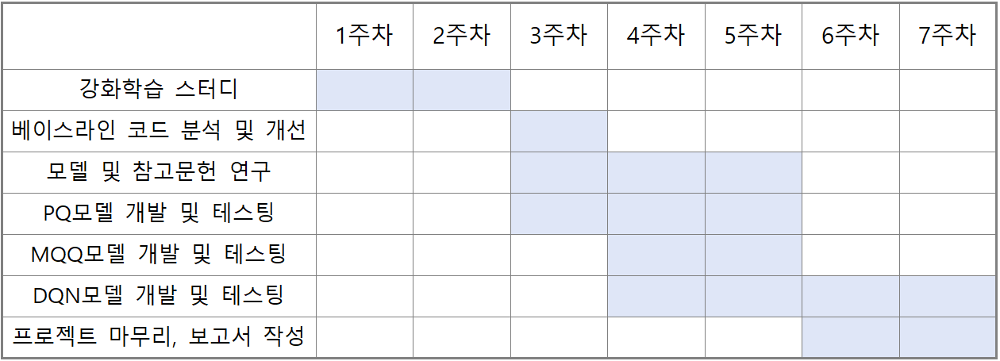 1주차 2주차 3주차 4주차 5주차 6주차 7주차
강화학습 스터디
베이스라인 코드 분석 및 개선
모델 및 참고문헌 연구
PQ모델 개발 및 테스팅
MQQ모델 개발 및 테스팅
DQN모델 개발 및 테스팅
프로젝트 마무리, 보고서 작성